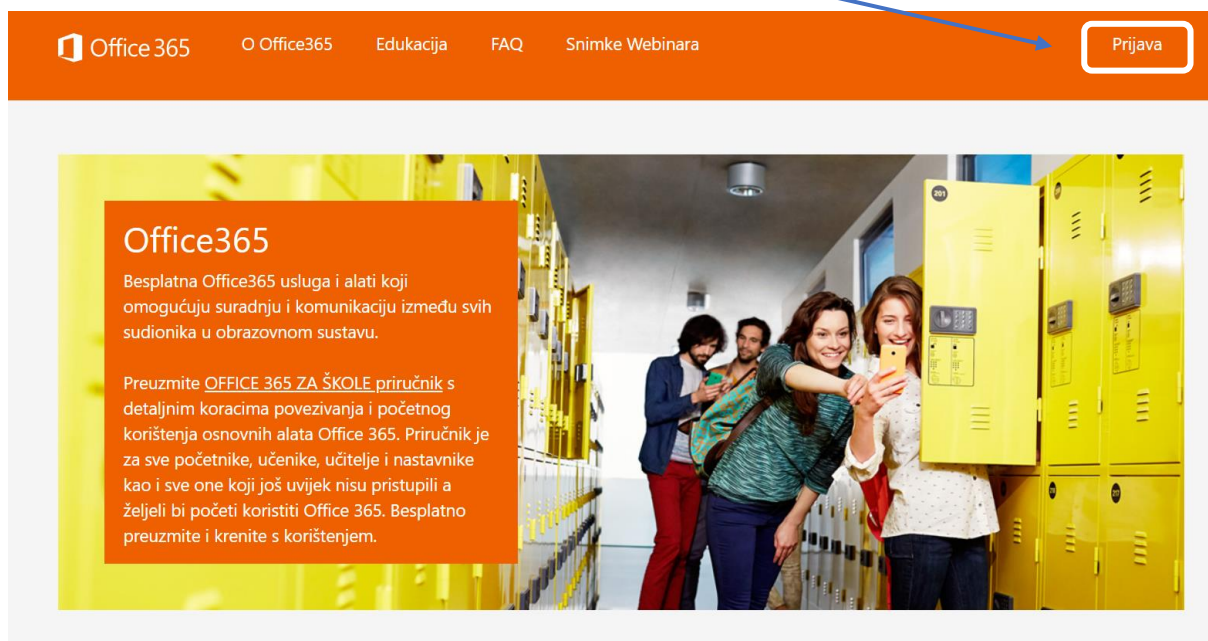 Office 365
O Office365
Edukacija
FAQ
Snimke Webinara
Prijava
Office365
Besplatna Office365 usluga i alati koji
omogućuju suradnju i komunikaciju između svih
sudionika u obrazovnom sustavu.
Preuzmite OFFICE 365 ZA ŠKOLE priručnik s
detaljnim koracima povezivanja i početnog
korištenja osnovnih alata Office 365. Priručnik je
za sve početnike, učenike, učitelje i nastavnike
kao i sve one koji još uvijek nisu pristupili a
željeli bi početi koristiti Office 365. Besplatno
preuzmite i krenite s korištenjem.
201